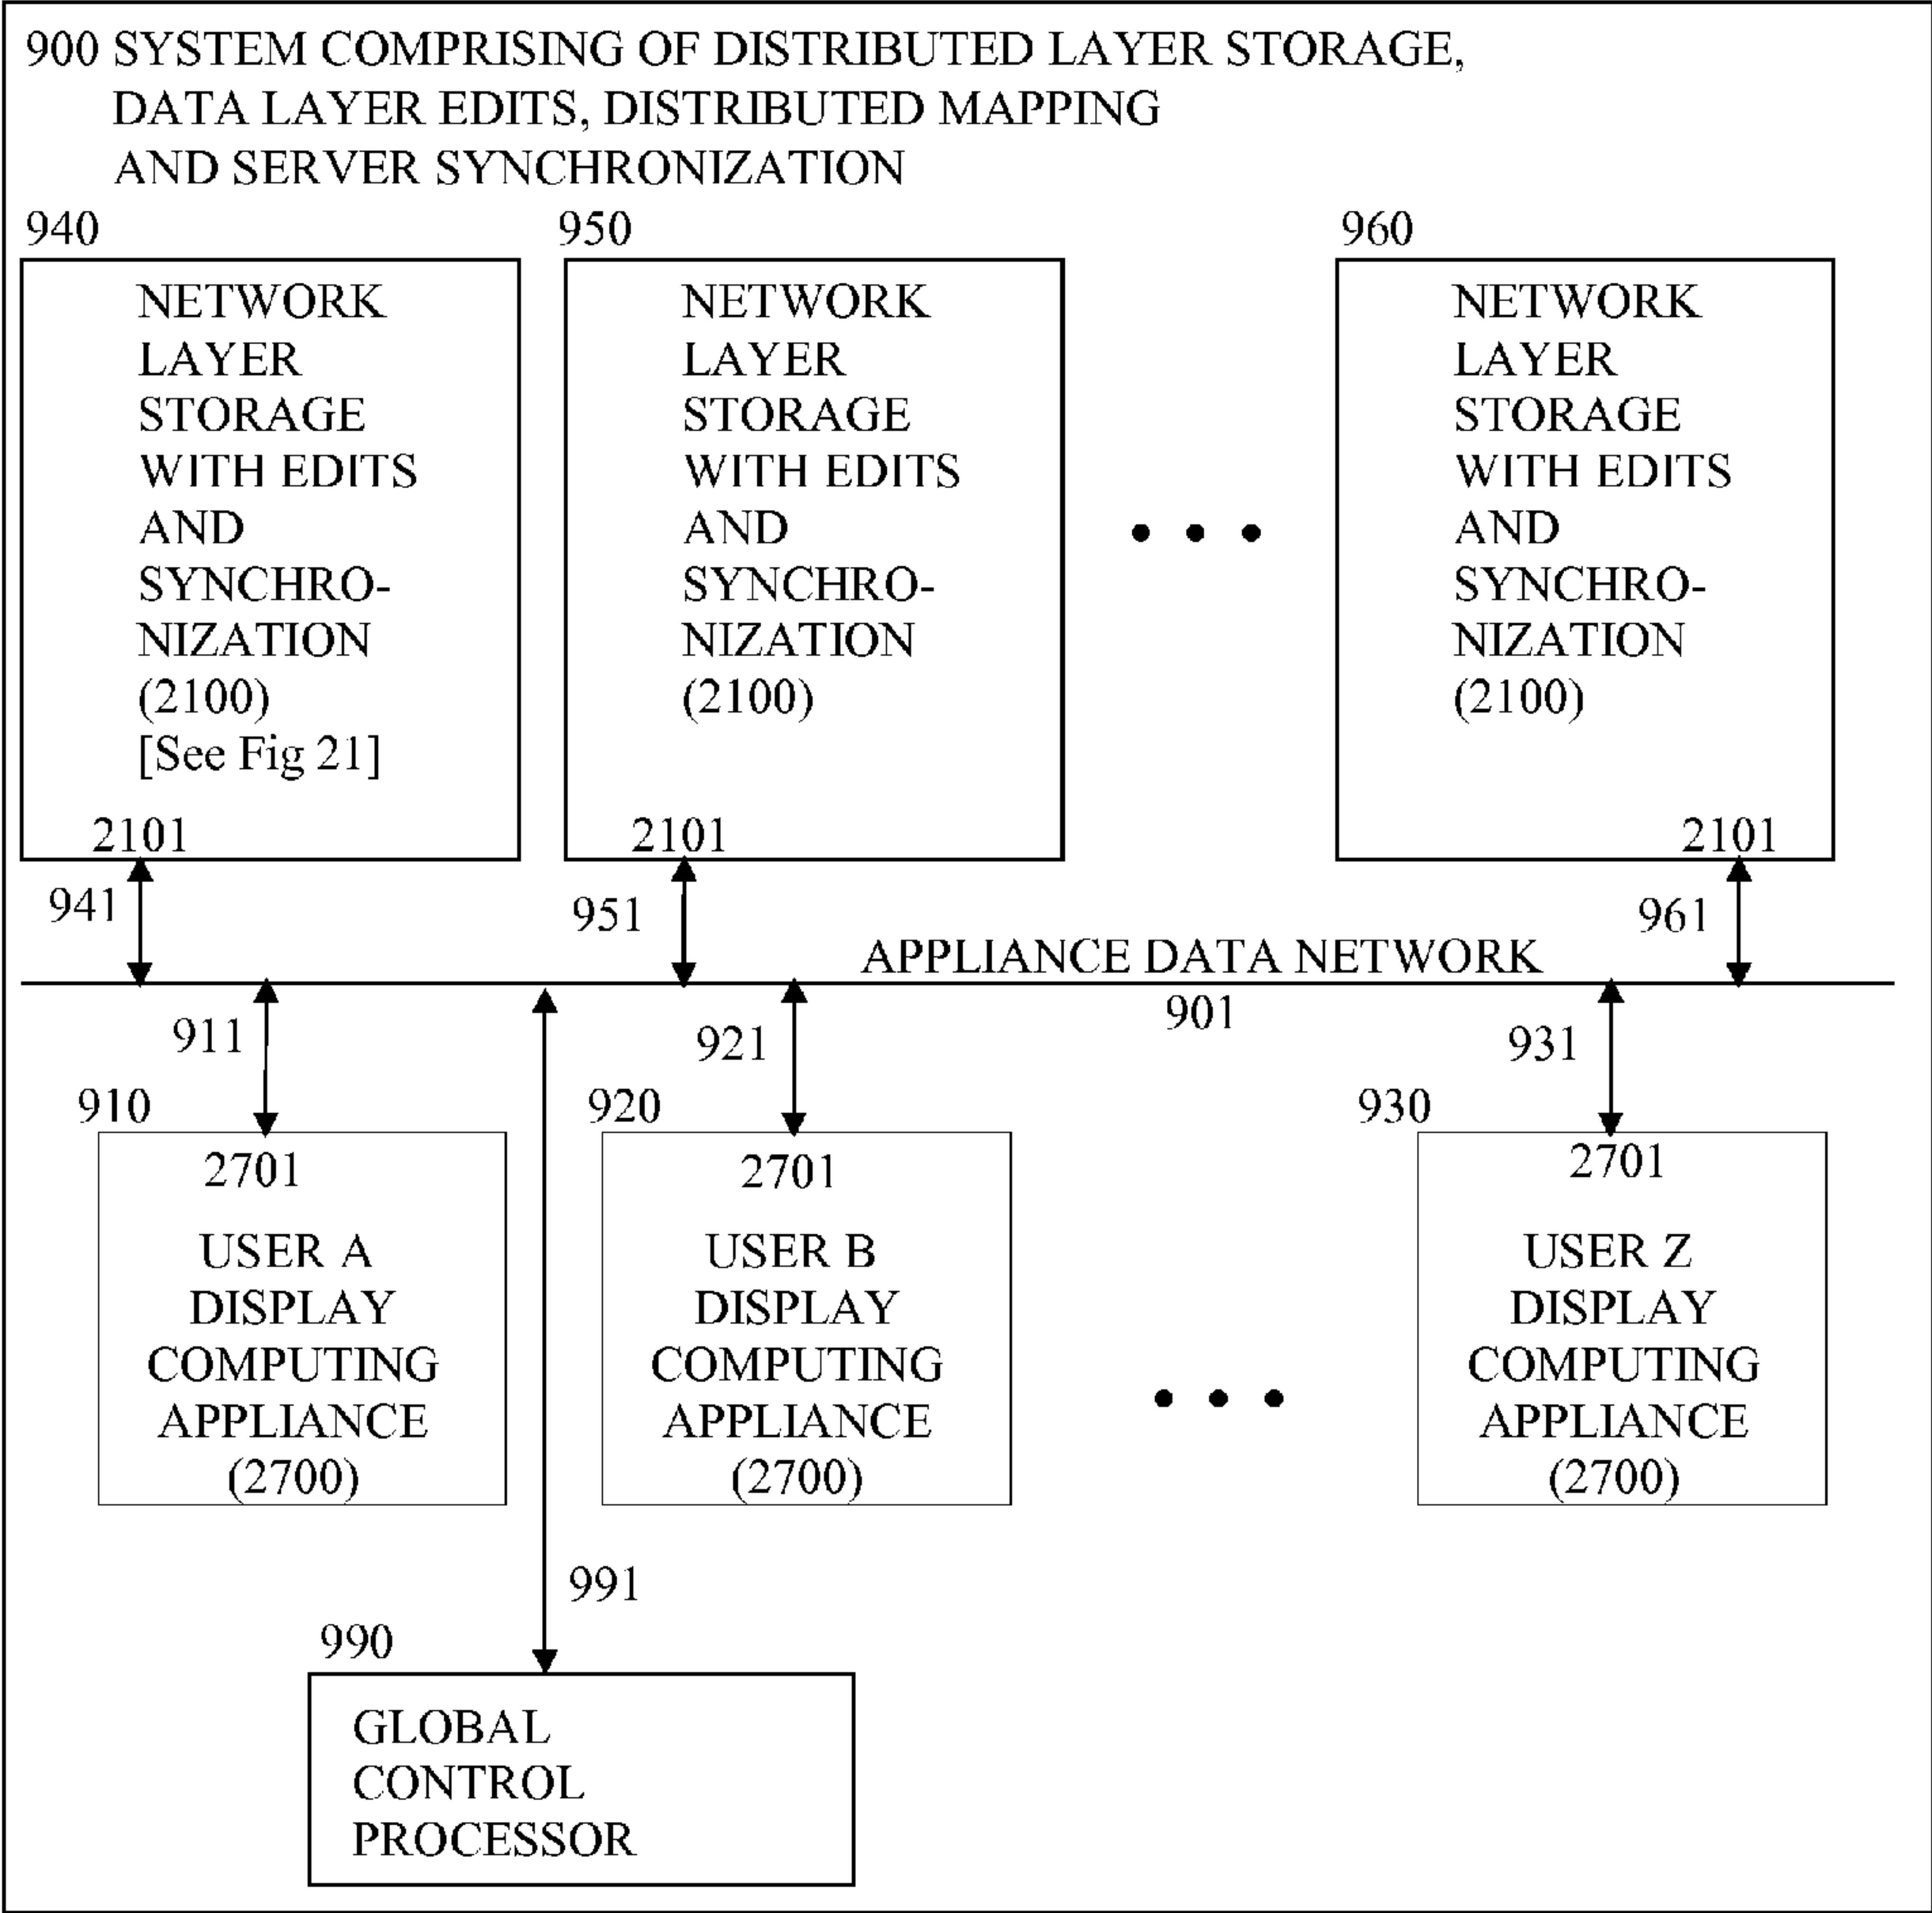 900 SYSTEM COMPRISING OF DISTRIBUTED LAYER STORAGE,
DATA LAYER EDITS, DISTRIBUTED MAPPING
AND SERVER SYNCHRONIZATION
940
NETWORK
LAYER
STORAGE
WITH EDITS
AND
SYNCHRO-
NIZATION
(2100)
[See Fig 21]
2101
950
NETWORK
LAYER
STORAGE
WITH EDITS
AND
SYNCHRO-
NIZATION
(2100)
2101
• • •
960
NETWORK
LAYER
STORAGE
WITH EDITS
AND
SYNCHRO-
NIZATION
(2100)
2101
941
951
961
APPLIANCE DATA NETWORK
901
911
921
931
910
2701
USER A
DISPLAY
COMPUTING
APPLIANCE
(2700)
920
2701
USER B
DISPLAY
COMPUTING
APPLIANCE
(2700)
• • •
930
2701
USER Z
DISPLAY
COMPUTING
APPLIANCE
(2700)
991
990
GLOBAL
CONTROL
PROCESSOR